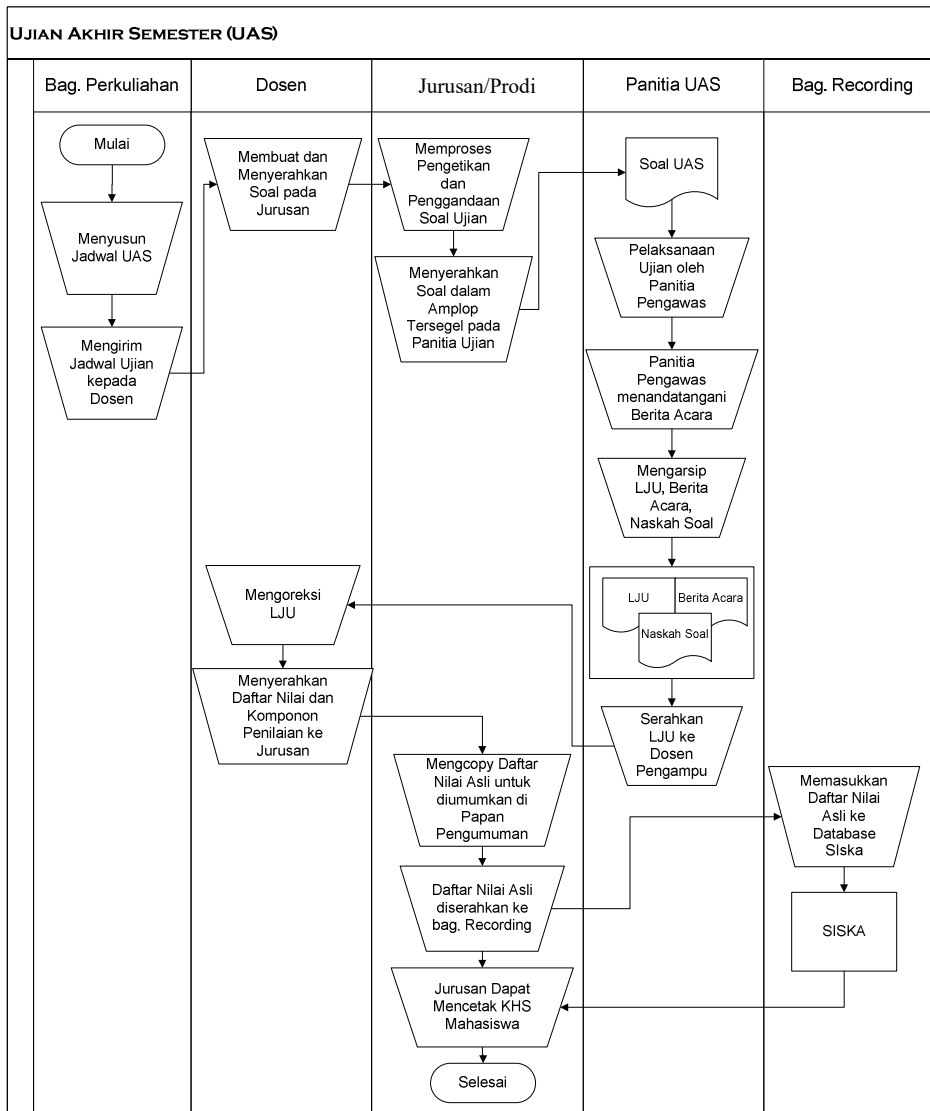 UJIAN AKHIR SEMESTER (UAS)
Bag. Perkuliahan
Dosen
Jurusan/Prodi
Panitia UAS
Bag. Recording
Mulai
Menyusun
Jadwal UAS
Mengirim
Jadwal Ujian
kepada
Dosen
Membuat dan
Menyerahkan
Soal pada
Jurusan
Memproses
Pengetikan
dan
Penggandaan
Soal Ujian
Menyerahkan
Soal dalam
Amplop
Tersegel pada
Panitia Ujian
Soal UAS
Pelaksanaan
Ujian oleh
Panitia
Pengawas
Panitia
Pengawas
menandatangani
Berita Acara
Mengarsip
LJU, Berita
Acara,
Naskah Soal
LJU
Berita Acara
Naskah Soal
Serahkan
LJU ke
Dosen
Pengampu
Mengoreksi
LJU
Menyerahkan
Daftar Nilai dan
Komponon
Penilaian ke
Jurusan
Mengcopy Daftar
Nilai Asli untuk
diumumkan di
Papan
Pengumuman
Daftar Nilai Asli
diserahkan ke
bag. Recording
Memasukkan
Daftar Nilai
Asli ke
Database
SIska
SISKA
Jurusan Dapat
Mencetak KHS
Mahasiswa
Selesai